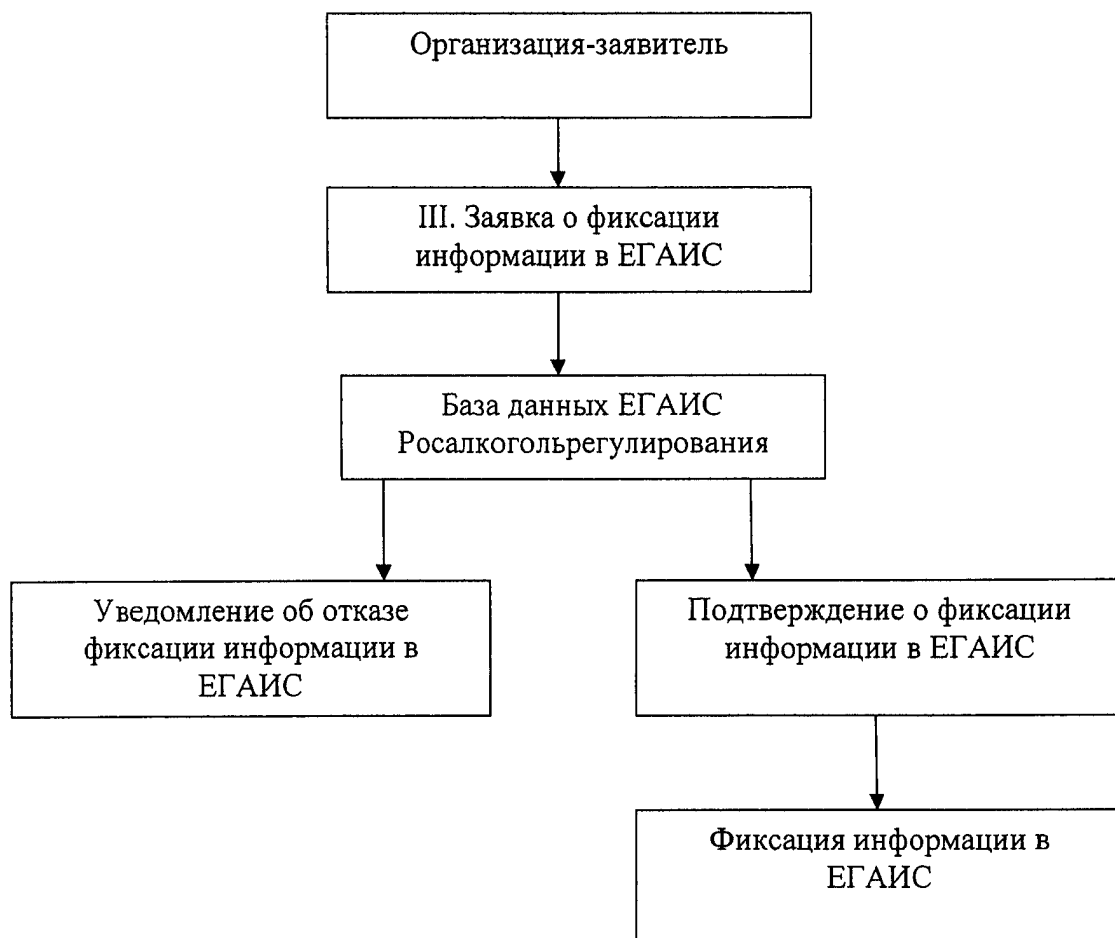 Организация-заявитель
III. Заявка о фиксации
информации в ЕГАИС
База данных ЕГАИС
Росалкогольрегулирования
Уведомление об отказе
фиксации информации в
ЕГАИС
Подтверждение о фиксации
информации в ЕГАИС
Фиксация информации в
ЕГАИС